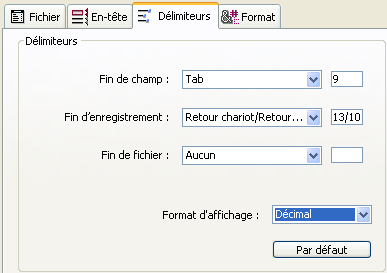 Fichier En-tête Délimiteurs Format
Délimiteurs
Fin de champ : Tab 9
Fin d'enregistrement : Retour chariot/Retour... 13/10
Fin de fichier : Aucun
Format d'affichage : Décimal
Par défaut